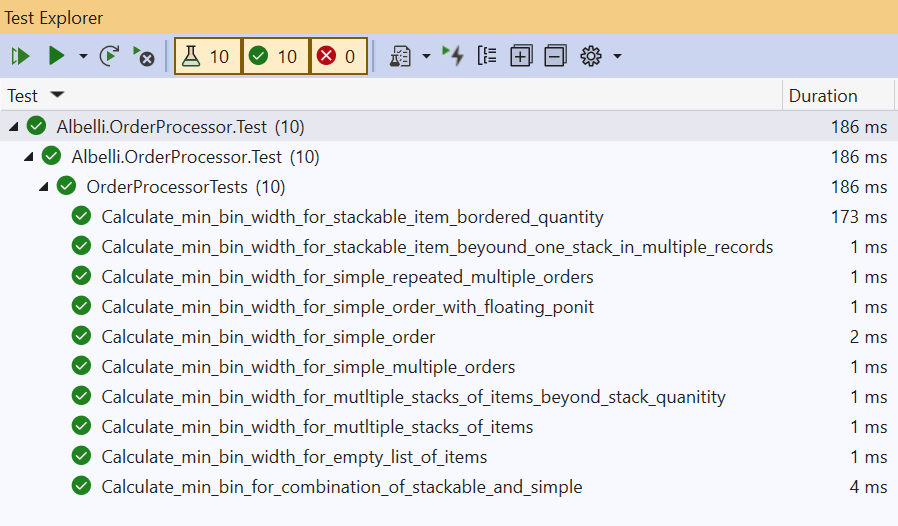 Test Explorer
10 10 0
Test Duration
Albelli.OrderProcessor.Test (10) 186 ms
Albelli.OrderProcessor.Test (10) 186 ms
OrderProcessorTests (10) 186 ms
Calculate_min_bin_width_for_stackable_item_bordered_quantity 173 ms
Calculate_min_bin_width_for_stackable_item_beyound_one_stack_in_multiple_records 1 ms
Calculate_min_bin_width_for_simple_repeated_multiple_orders 1 ms
Calculate_min_bin_width_for_simple_order_with_floating_ponit 1 ms
Calculate_min_bin_width_for_simple_order 2 ms
Calculate_min_bin_width_for_simple_multiple_orders 1 ms
Calculate_min_bin_width_for_mutltiple_stacks_of_items_beyond_stack_quanitity 1 ms
Calculate_min_bin_width_for_mutltiple_stacks_of_items 1 ms
Calculate_min_bin_width_for_empty_list_of_items 1 ms
Calculate_min_bin_for_combination_of_stackable_and_simple 4 ms